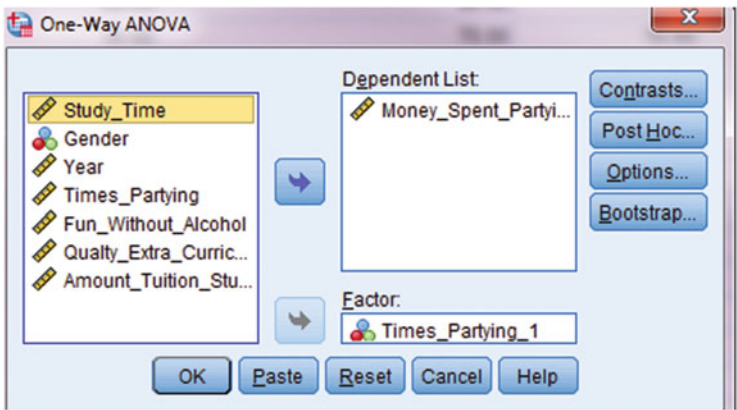 One-Way ANOVA
Study_Time
Gender
Year
Times_Partying
Fun_Without_Alcohol
Qualty_Extra_Curric...
Amount_Tuition_Stu...
Dependent List:
Money_Spent_Partyi...
Factor:
Times_Partying_1
Contrasts...
Post Hoc...
Options...
Bootstrap...
OK
Paste
Reset
Cancel
Help